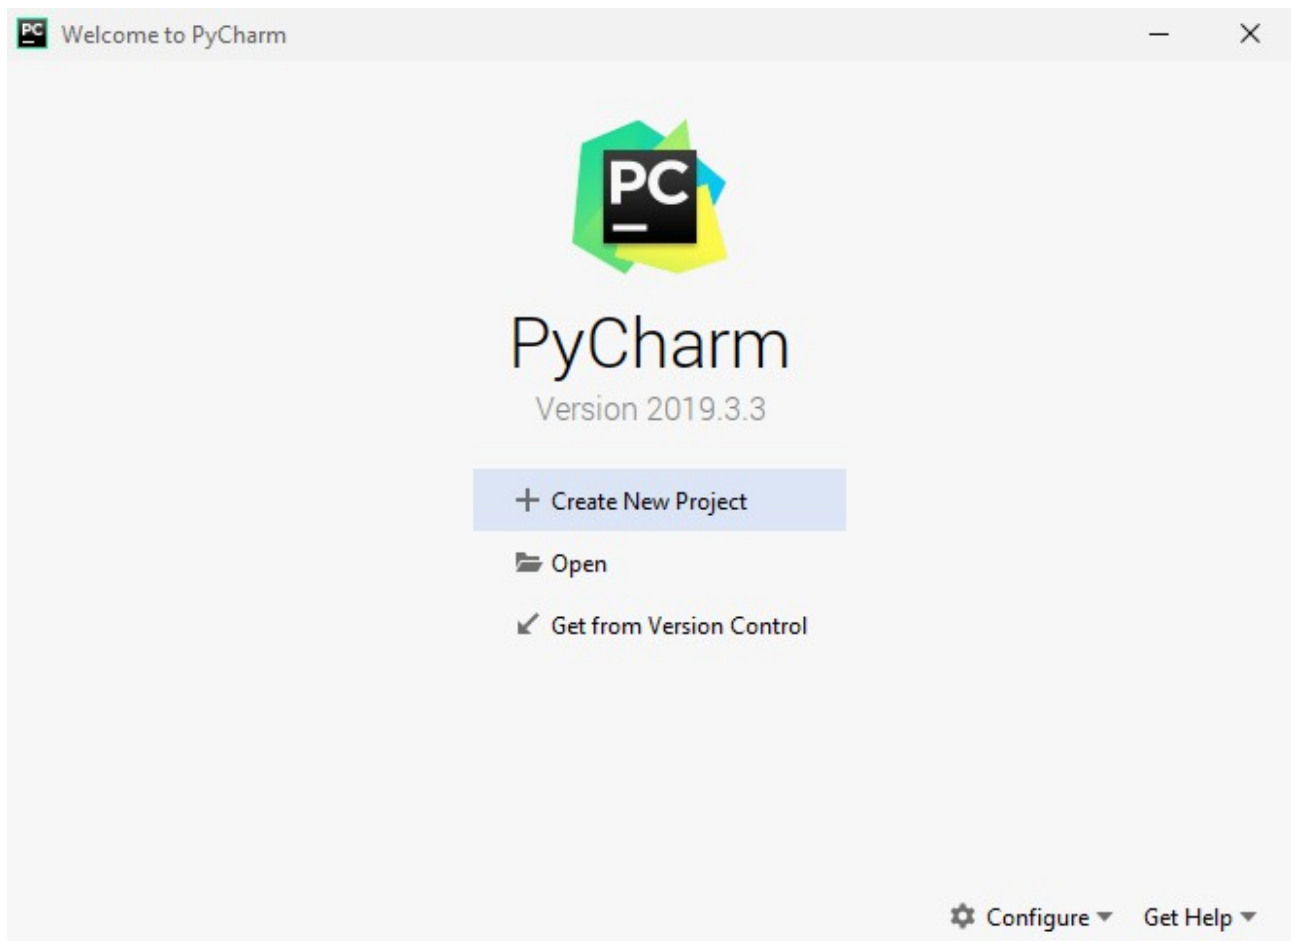 PC Welcome to PyCharm
PC
PyCharm
Version 2019.3.3
Create New Project
Open
Get from Version Control
Configure Get Help